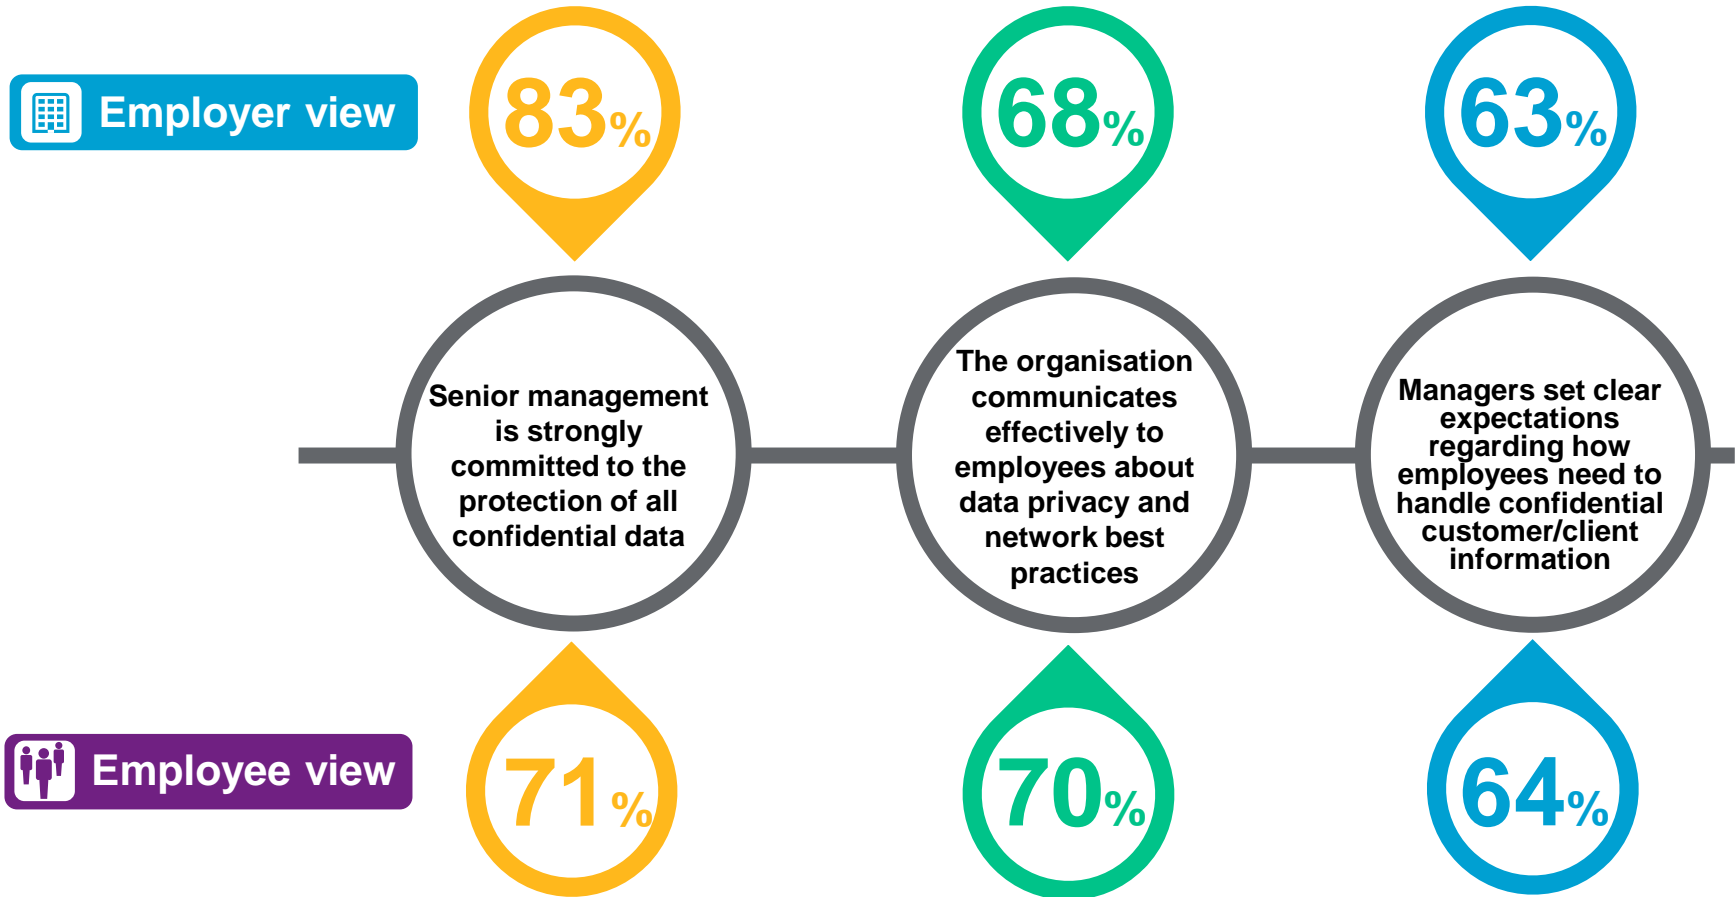 Employer view
83%
68%
63%
Senior management
is strongly
committed to the
protection of all
confidential data
The organisation
communicates
effectively to
employees about
data privacy and
network best
practices
Managers set clear
expectations
regarding how
employees need to
handle confidential
customer/client
information
Employee view
71%
70%
64%